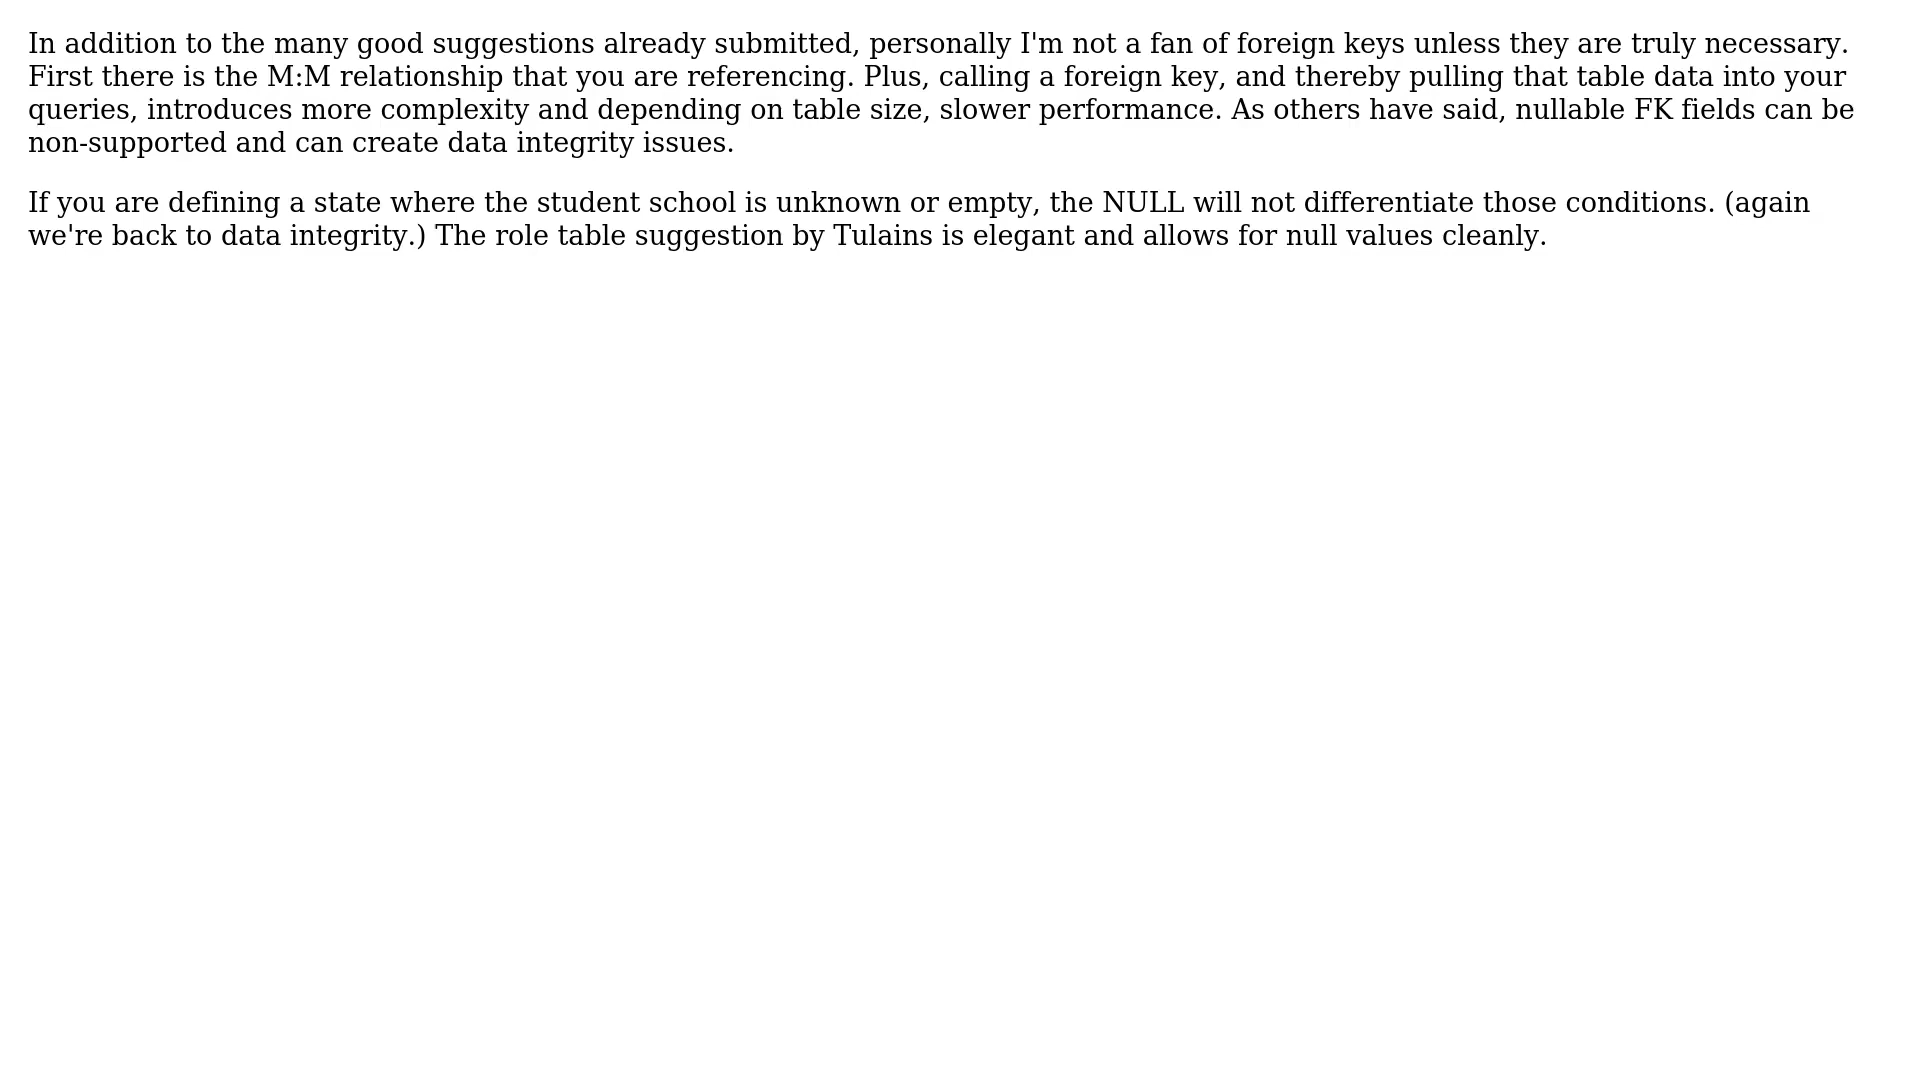 In addition to the many good suggestions already submitted, personally I'm not a fan of foreign keys unless they are truly necessary.
First there is the M:M relationship that you are referencing. Plus, calling a foreign key, and thereby pulling that table data into your
queries, introduces more complexity and depending on table size, slower performance. As others have said, nullable FK fields can be
non-supported and can create data integrity issues.
If you are defining a state where the student school is unknown or empty, the NULL will not differentiate those conditions. (again
we're back to data integrity.) The role table suggestion by Tulains is elegant and allows for null values cleanly.